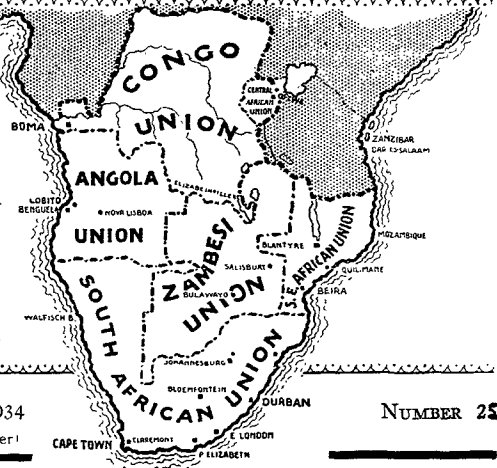 CONGO
UNION
CENTRAL
AFRICAN
UNION
BOMA
ZANZIBAR
DAR ES-SALAAM
ANGOLA
UNION
ELIZABETHVILLE
LOBITO
BENGUELA
NOVA LISBOA
ZAMBESI
UNION
BLANTYRE
S.E. AFRICAN UNION
MOZAMBIQUE
SALISBURY
QUILIMANE
BULAWAYO
BEIRA
WALFISCH B.
SOUTH AFRICAN UNION
JOHANNESBURG
BLOEMFONTEIN
DURBAN
934
NUMBER 25
er!
CAPE TOWN
CLAREMONT
E LONDON
P ELIZABETH